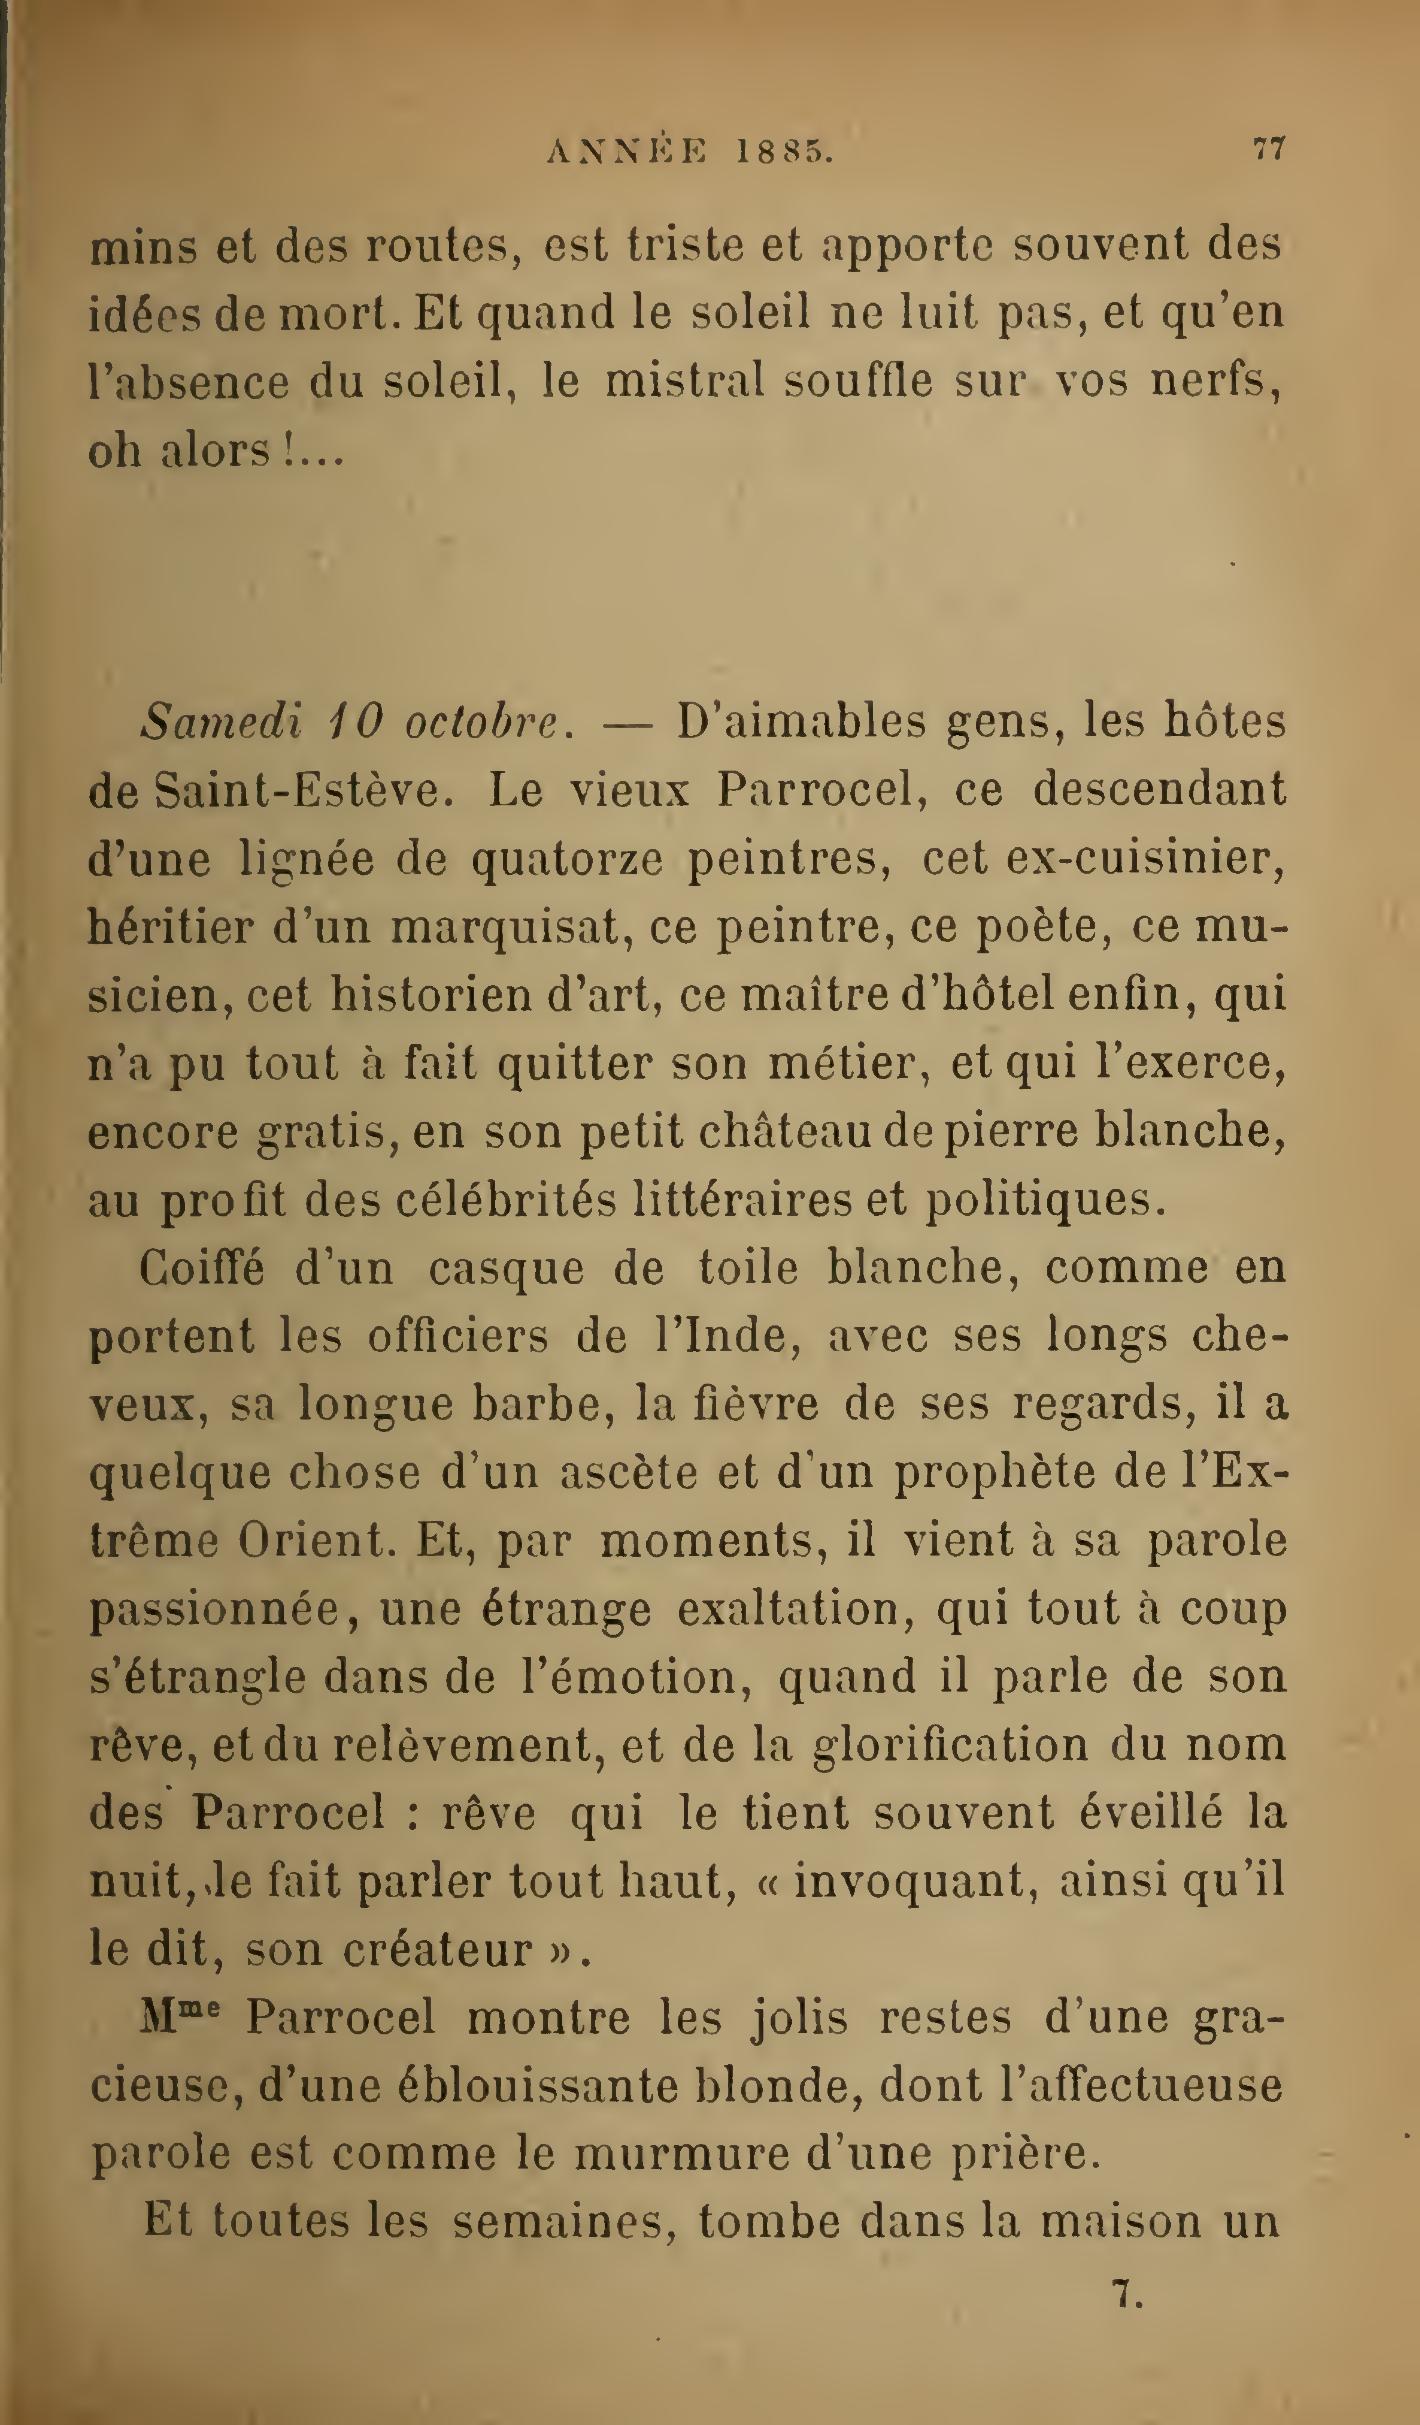 ANNÉE 1885. 77
mins et des routes, est triste et apporte souvent des
idées de mort. Et quand le soleil ne luit pas, et qu'en
l'absence du soleil, le mistral souffle sur vos nerfs,
oh alors !...
Samedi 10 octobre. — D'aimables gens, les hôtes
de Saint-Estève. Le vieux Parrocel, ce descendant
d'une lignée de quatorze peintres, cet ex-cuisinier,
héritier d'un marquisat, ce peintre, ce poète, ce mu-
sicien, cet historien d'art, ce maître d'hôtel enfin, qui
n'a pu tout à fait quitter son métier, et qui l'exerce,
encore gratis, en son petit château de pierre blanche,
au profit des célébrités littéraires et politiques.
Coiffé d'un casque de toile blanche, comme en
portent les officiers de l'Inde, avec ses longs che-
veux, sa longue barbe, la fièvre de ses regards, il a
quelque chose d'un ascète et d'un prophète de l'Ex-
trême Orient. Et, par moments, il vient à sa parole
passionnée, une étrange exaltation, qui tout à coup
s'étrangle dans de l'émotion, quand il parle de son
rêve, et du relèvement, et de la glorification du nom
des Parrocel : rêve qui le tient souvent éveillé la
nuit, le fait parler tout haut, « invoquant, ainsi qu'il
le dit, son créateur ».
Mme Parrocel montre les jolis restes d'une gra-
cieuse, d'une éblouissante blonde, dont l'affectueuse
parole est comme le murmure d'une prière.
Et toutes les semaines, tombe dans la maison un
7.